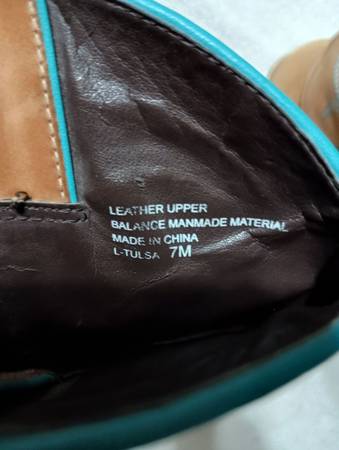 LEATHER UPPER
BALANCE MANMADE MATERIAL
MADE IN CHINA
L-TULSA 7M